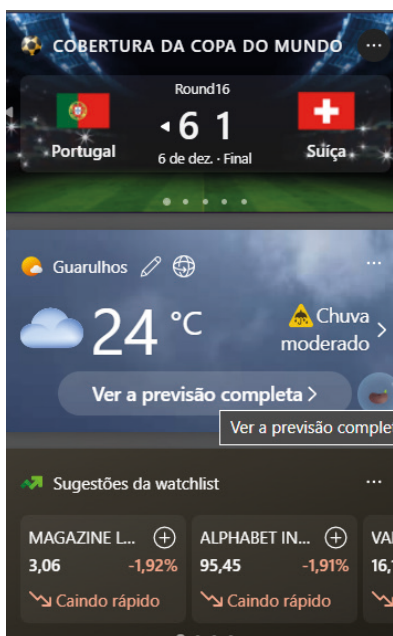 COBERTURA DA COPA DO MUNDO
Round16
6 1
Portugal
6 de dez. · Final
Suíça
Guarulhos
24 °C
Chuva
moderado
Ver a previsão completa >
Ver a previsão complet
Sugestões da watchlist
MAGAZINE L...
ALPHABET IN...
3,06
-1,92%
95,45
-1,91%
Caindo rápido
Caindo rápido